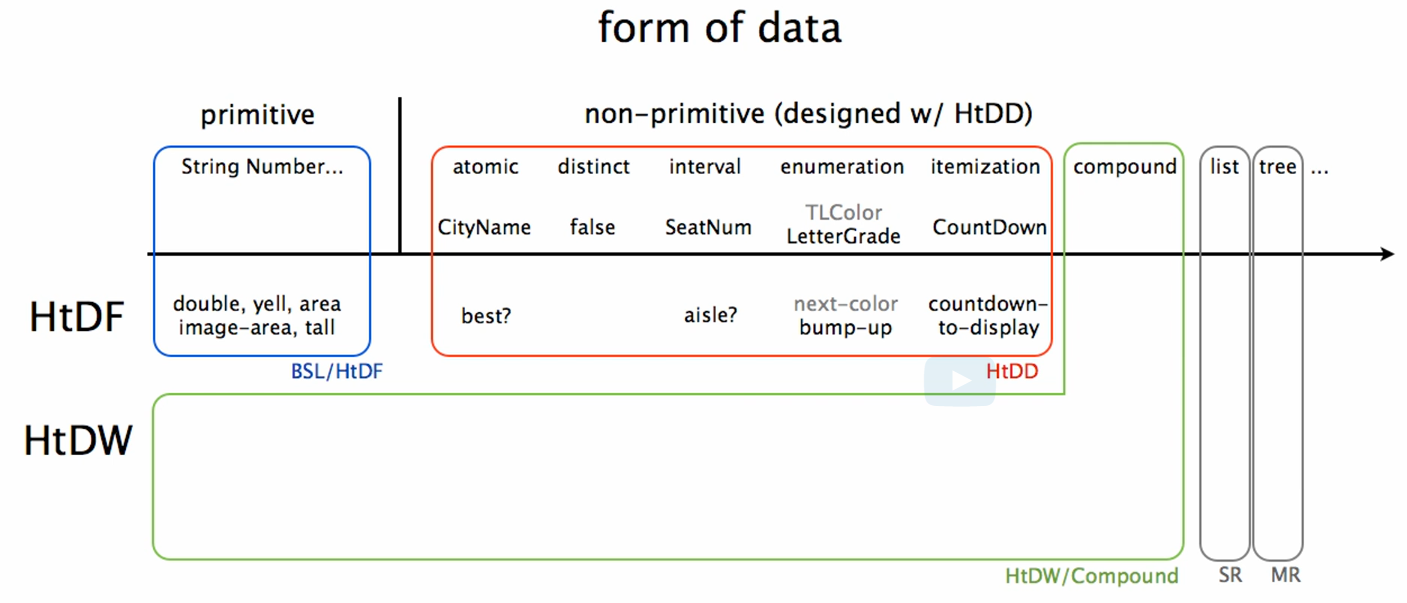 form of data
primitive
non-primitive (designed w/ HtDD)
String Number...
atomic distinct interval enumeration itemization compound list tree ...
TLColor
CityName false SeatNum LetterGrade CountDown
HtDF
double, yell, area
image-area, tall
best?
aisle?
next-color
bump-up
countdown-
to-display
BSL/HtDF
HtDD
HtDW
HtDW/Compound
SR
MR